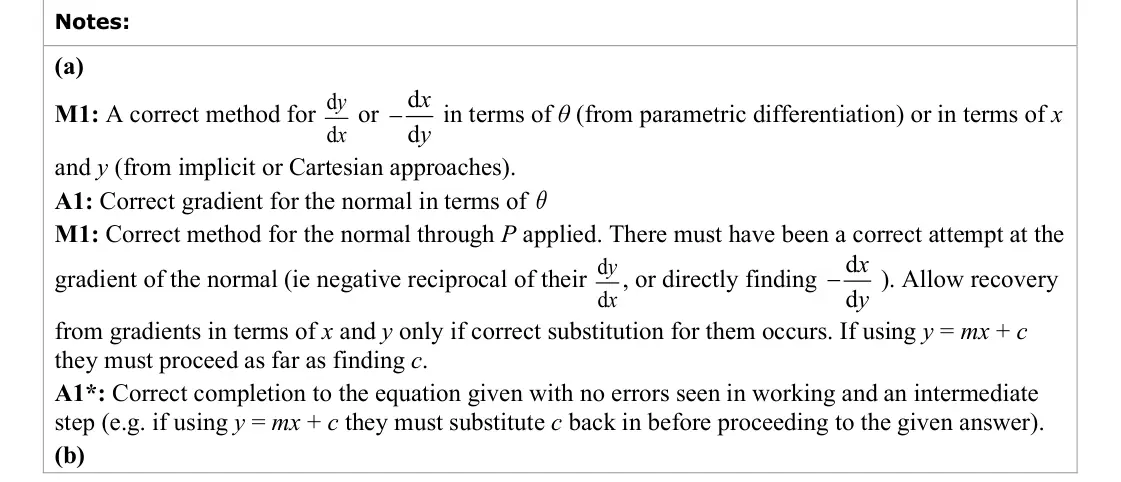 Notes:
(a)
M1: A correct method for dy/dx or −dx/dy in terms of θ (from parametric differentiation) or in terms of x
and y (from implicit or Cartesian approaches).
A1: Correct gradient for the normal in terms of θ
M1: Correct method for the normal through P applied. There must have been a correct attempt at the
gradient of the normal (ie negative reciprocal of their dy/dx, or directly finding −dx/dy ). Allow recovery
from gradients in terms of x and y only if correct substitution for them occurs. If using y = mx + c
they must proceed as far as finding c.
A1*: Correct completion to the equation given with no errors seen in working and an intermediate
step (e.g. if using y = mx + c they must substitute c back in before proceeding to the given answer).
(b)